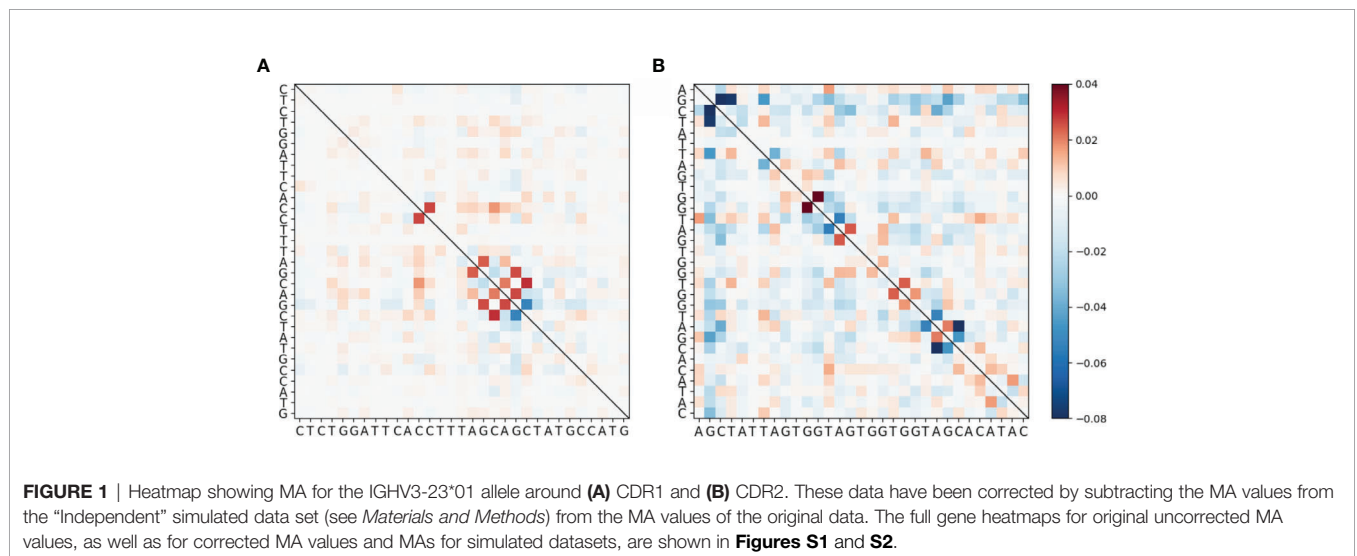 A
B
C T C T G G A T T C A C C T T T A G C A G C T A T G C C A T G
C T C T G G A T T C A C C T T T A G C A G C T A T G C C A T G
A G C T A T T A G T G G T A G T G G T G G T A G C A C A T A C
A G C T A T T A G T G G T A G T G G T G G T A G C A C A T A C
0.04
0.02
0.00
−0.02
−0.04
−0.06
−0.08
FIGURE 1 | Heatmap showing MA for the IGHV3-23*01 allele around (A) CDR1 and (B) CDR2. These data have been corrected by subtracting the MA values from
the “Independent” simulated data set (see Materials and Methods) from the MA values of the original data. The full gene heatmaps for original uncorrected MA
values, as well as for corrected MA values and MAs for simulated datasets, are shown in Figures S1 and S2.